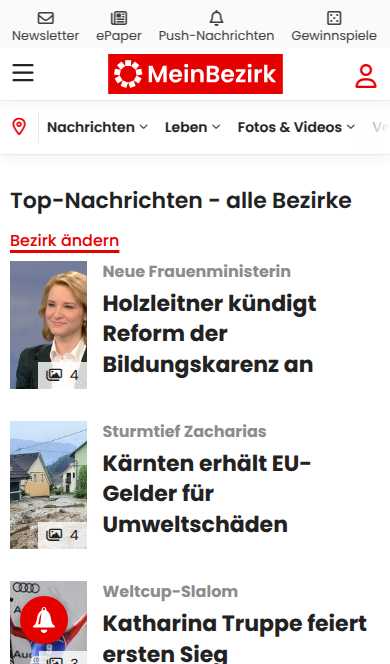 Newsletter ePaper Push-Nachrichten Gewinnspiele
MeinBezirk
Nachrichten Leben Fotos & Videos Ve
Top-Nachrichten - alle Bezirke
Bezirk ändern
Neue Frauenministerin
Holzleitner kündigt
Reform der
Bildungskarenz an
4
Sturmtief Zacharias
Kärnten erhält EU-
Gelder für
Umweltschäden
4
Weltcup-Slalom
Katharina Truppe feiert
ersten Sieg